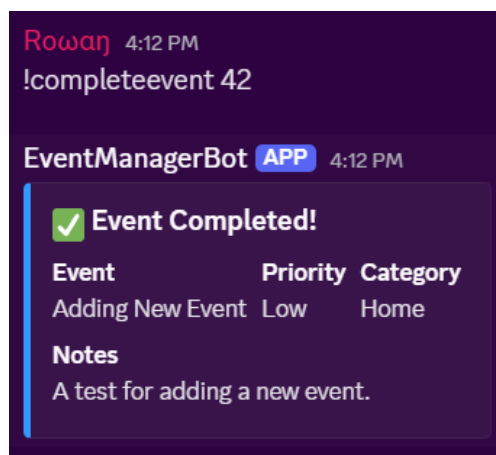 Roωαη 4:12 PM
!completeevent 42
EventManagerBot APP 4:12 PM
✅ Event Completed!
Event Priority Category
Adding New Event Low Home
Notes
A test for adding a new event.